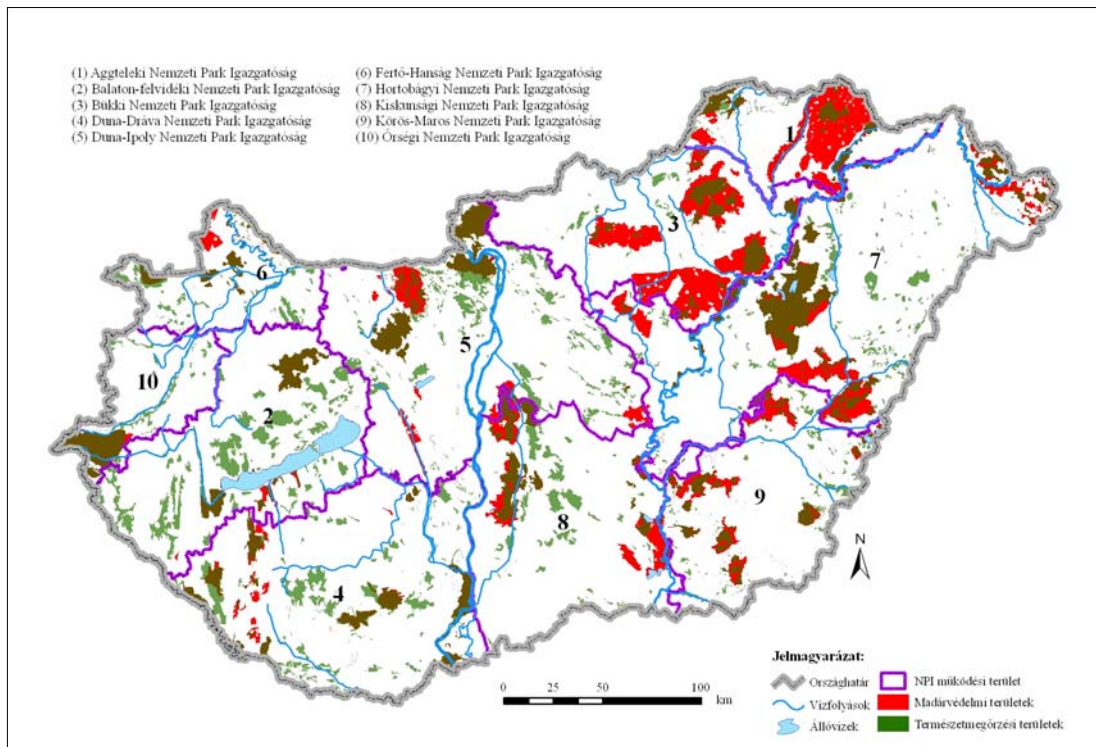 (1) Aggteleki Nemzeti Park Igazgatóság
(2) Balaton-felvidéki Nemzeti Park Igazgatóság
(3) Bükki Nemzeti Park Igazgatóság
(4) Duna-Dráva Nemzeti Park Igazgatóság
(5) Duna-Ipoly Nemzeti Park Igazgatóság
(6) Fertő-Hanság Nemzeti Park Igazgatóság
(7) Hortobágyi Nemzeti Park Igazgatóság
(8) Kiskunsági Nemzeti Park Igazgatóság
(9) Körös-Maros Nemzeti Park Igazgatóság
(10) Őrségi Nemzeti Park Igazgatóság
1
3
7
6
5
10
2
9
8
4
N
Jelmagyarázat:
Országhatár
Vízfolyások
Állóvizek
NPI működési terület
Madárvédelmi területek
Természetmegőrzési területek
0 25 50 100
km